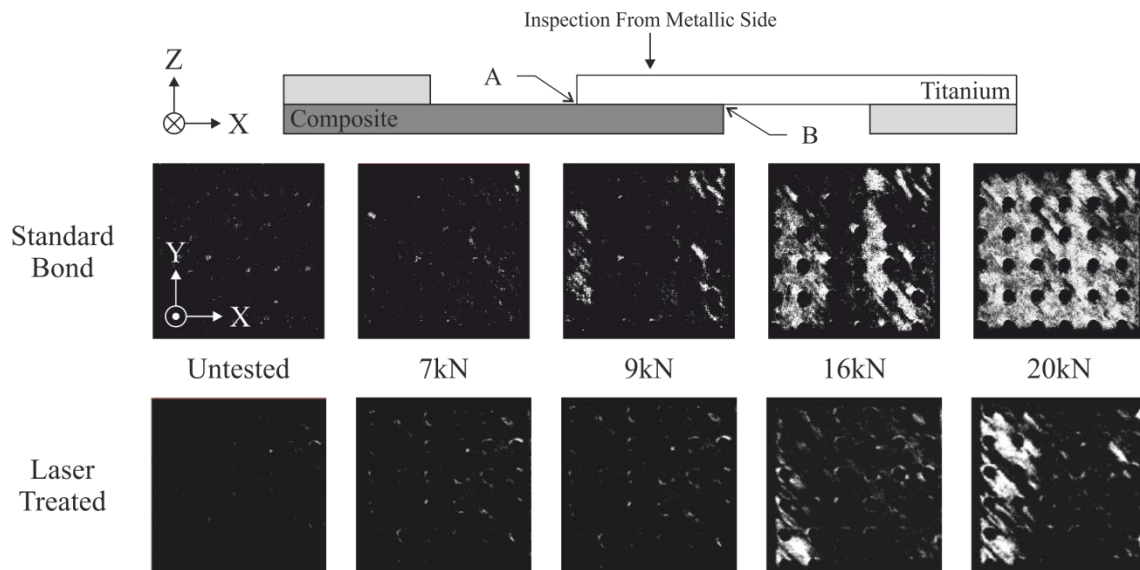 Inspection From Metallic Side
Z
X
A
Titanium
Composite
B
Standard
Bond
Y
X
Untested
7kN
9kN
16kN
20kN
Laser
Treated